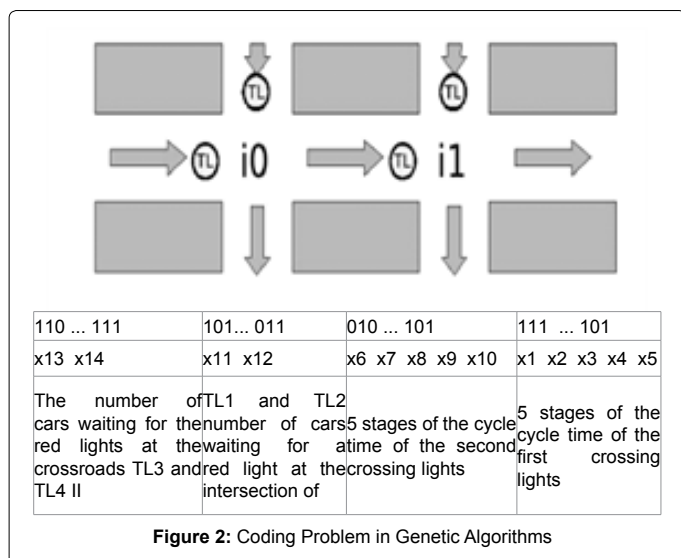 TL TL
TL i0 TL i1
110 ... 111 101... 011 010 ... 101 111 ... 101
x13 x14 x11 x12 x6 x7 x8 x9 x10 x1 x2 x3 x4 x5
The number of
cars waiting for the
red lights at the
crossroads TL3 and
TL4 II
TL1 and TL2
number of cars
waiting for a
red light at the
intersection of
5 stages of the cycle
time of the second
crossing lights
5 stages of the
cycle time of the
first crossing
lights
Figure 2: Coding Problem in Genetic Algorithms